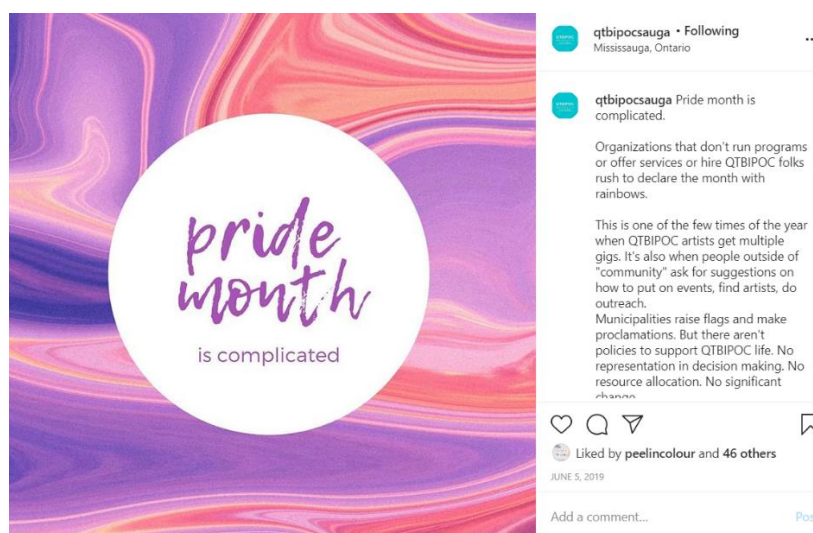 pride
month
is complicated
qtbipocsauga • Following
Mississauga, Ontario
qtbipocsauga Pride month is
complicated.
Organizations that don't run programs
or offer services or hire QTBIPOC folks
rush to declare the month with
rainbows.
This is one of the few times of the year
when QTBIPOC artists get multiple
gigs. It's also when people outside of
"community" ask for suggestions on
how to put on events, find artists, do
outreach.
Municipalities raise flags and make
proclamations. But there aren't
policies to support QTBIPOC life. No
representation in decision making. No
resource allocation. No significant
change
Liked by peelincolour and 46 others
JUNE 5, 2019
Add a comment...
Pos